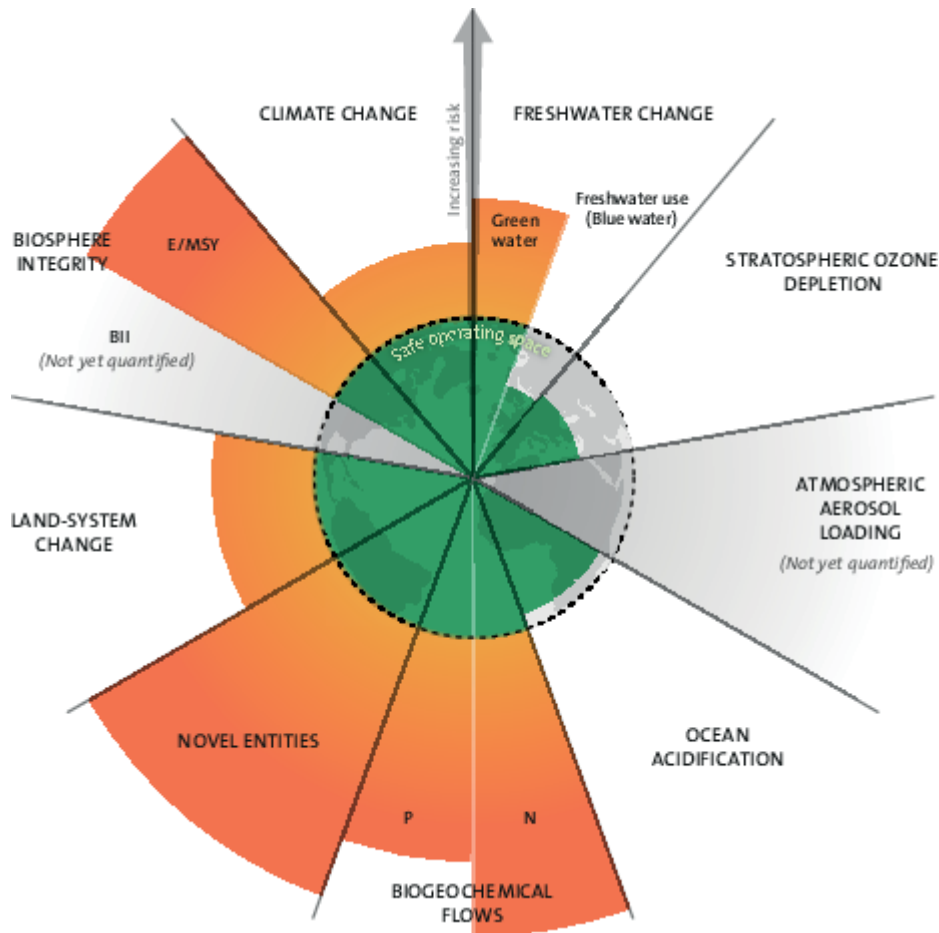 CLIMATE CHANGE
Increasing risk
FRESHWATER CHANGE
Green
water
Freshwater use
(Blue water)
STRATOSPHERIC OZONE
DEPLETION
ATMOSPHERIC
AEROSOL
LOADING
(Not yet quantified)
OCEAN
ACIDIFICATION
BIOGEOCHEMICAL
FLOWS
P
N
NOVEL ENTITIES
LAND-SYSTEM
CHANGE
BIOSPHERE
INTEGRITY
E/MSY
BII
(Not yet quantified)
Safe operating space